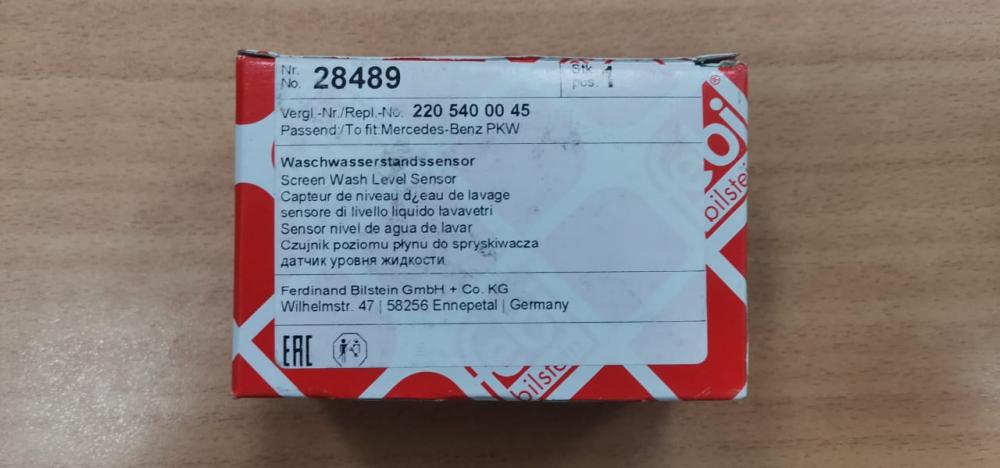 Nr.
No. 28489
Stk.
pcs. 1
Vergl.-Nr./Repl.-No. 220 540 00 45
Passend:/To fit:Mercedes-Benz PKW
Waschwasserstandssensor
Screen Wash Level Sensor
Capteur de niveau d¿eau de lavage
sensore di livello liquido lavavetri
Sensor nivel de agua de lavar
Czujnik poziomu płynu do spryskiwacza
датчик уровня жидкости
Ferdinand Bilstein GmbH + Co. KG
Wilhelmstr. 47 | 58256 Ennepetal | Germany
EAC
bilstein
bilste